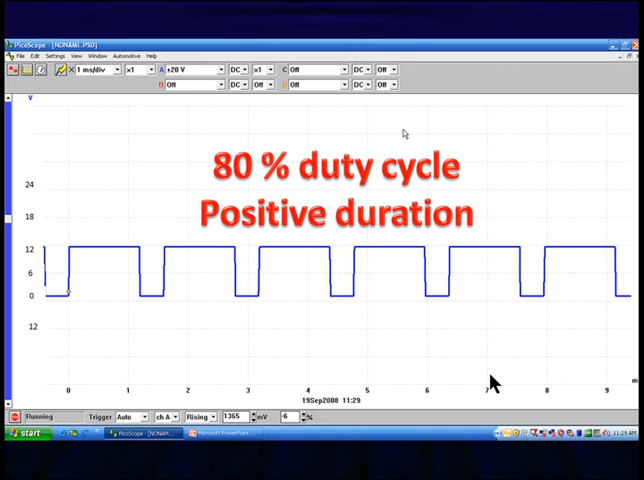 PicoScope - [NONAME.PSD]
File Edit Settings View Window Automotive Help
X 1 ms/div x1 A ±20 V DC x1 C Off DC Off
B Off DC Off D Off DC Off
V
80 % duty cycle
Positive duration
24
18
12
6
0
12
0 1 2 3 4 5 6 7 8 9
19Sep2008 11:29
Running Trigger Auto ch A Rising 1365 mV -6 %
start PicoScope - [NONAM... Microsoft PowerPoint 11:29 AM